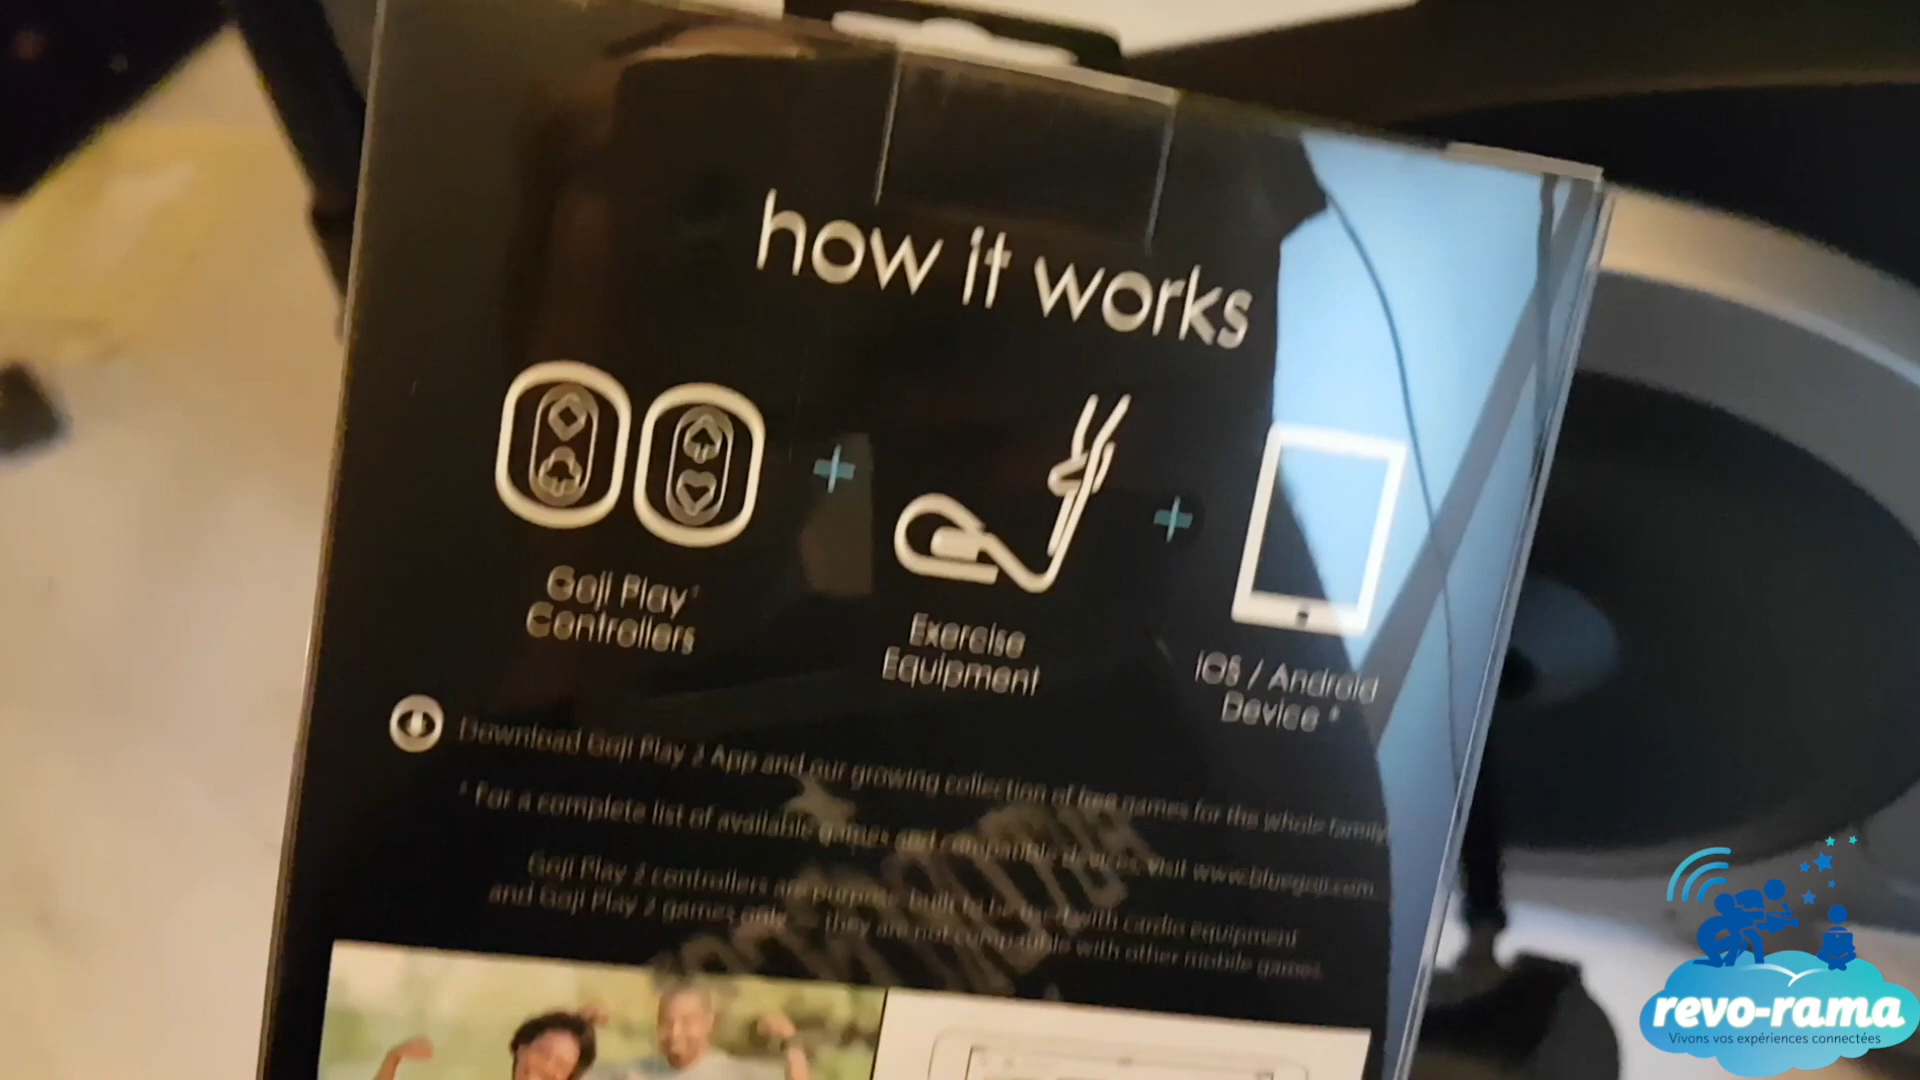 how it works
Goji Play*
Controllers
Exercise
Equipment
iOS / Android
Device *
Download Goji Play 2 App and our growing collection of free games for the whole family
* For a complete list of available games and compatible devices, visit www.bluegoji.com
Goji Play 2 controllers are purpose-built to be used with cardio equipment
and Goji Play 2 games only - They are not compatible with other mobile games
revo-rama
Vivons vos expériences connectées